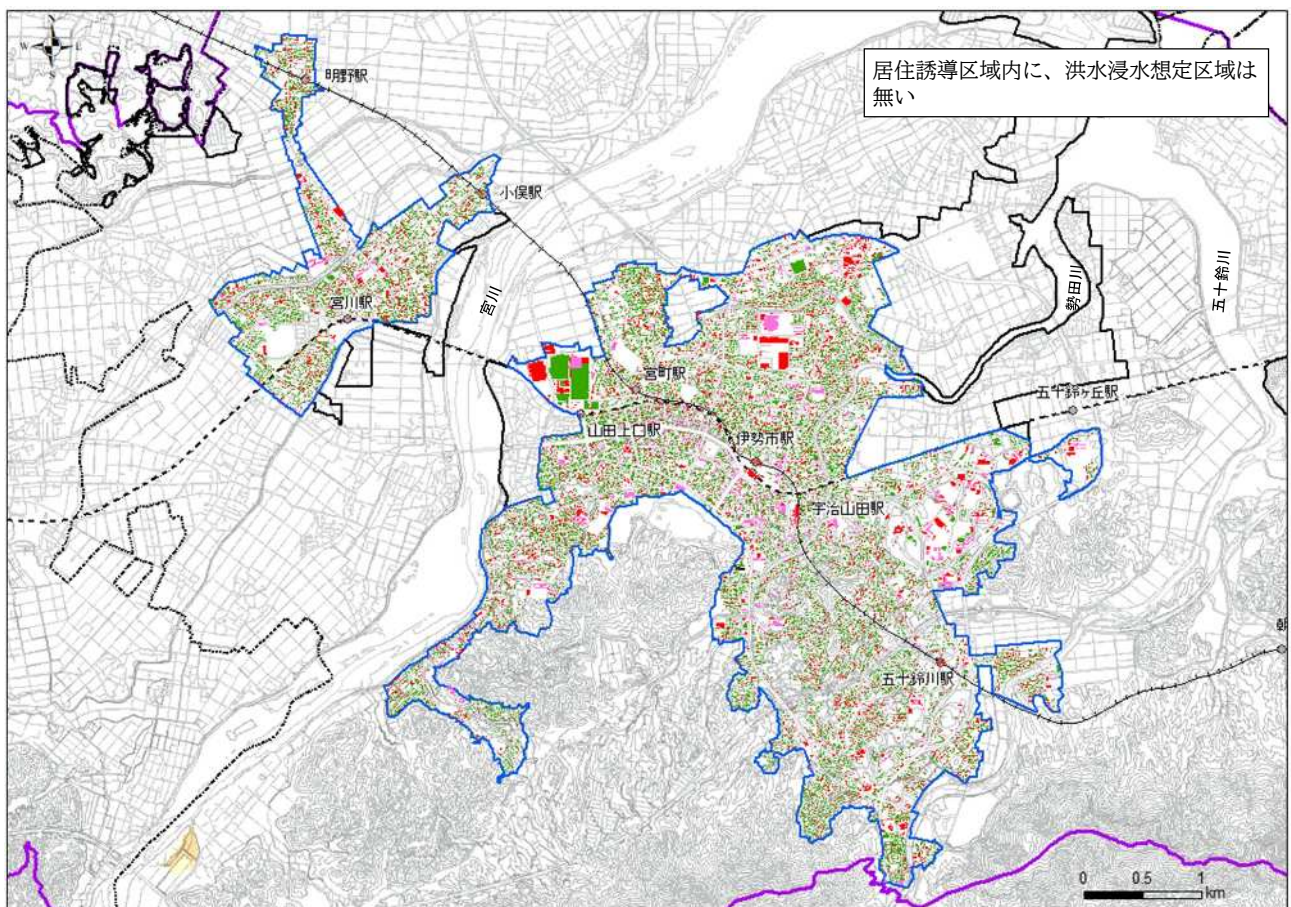 居住誘導区域内に、洪水浸水想定区域は
無い
N
W
E
S
明野駅
小俣駅
宮川駅
宮川
勢田川
五十鈴川
宮町駅
五十鈴ヶ丘駅
山田上口駅
伊勢市駅
宇治山田駅
五十鈴川駅
朝
0 0.5 1
km